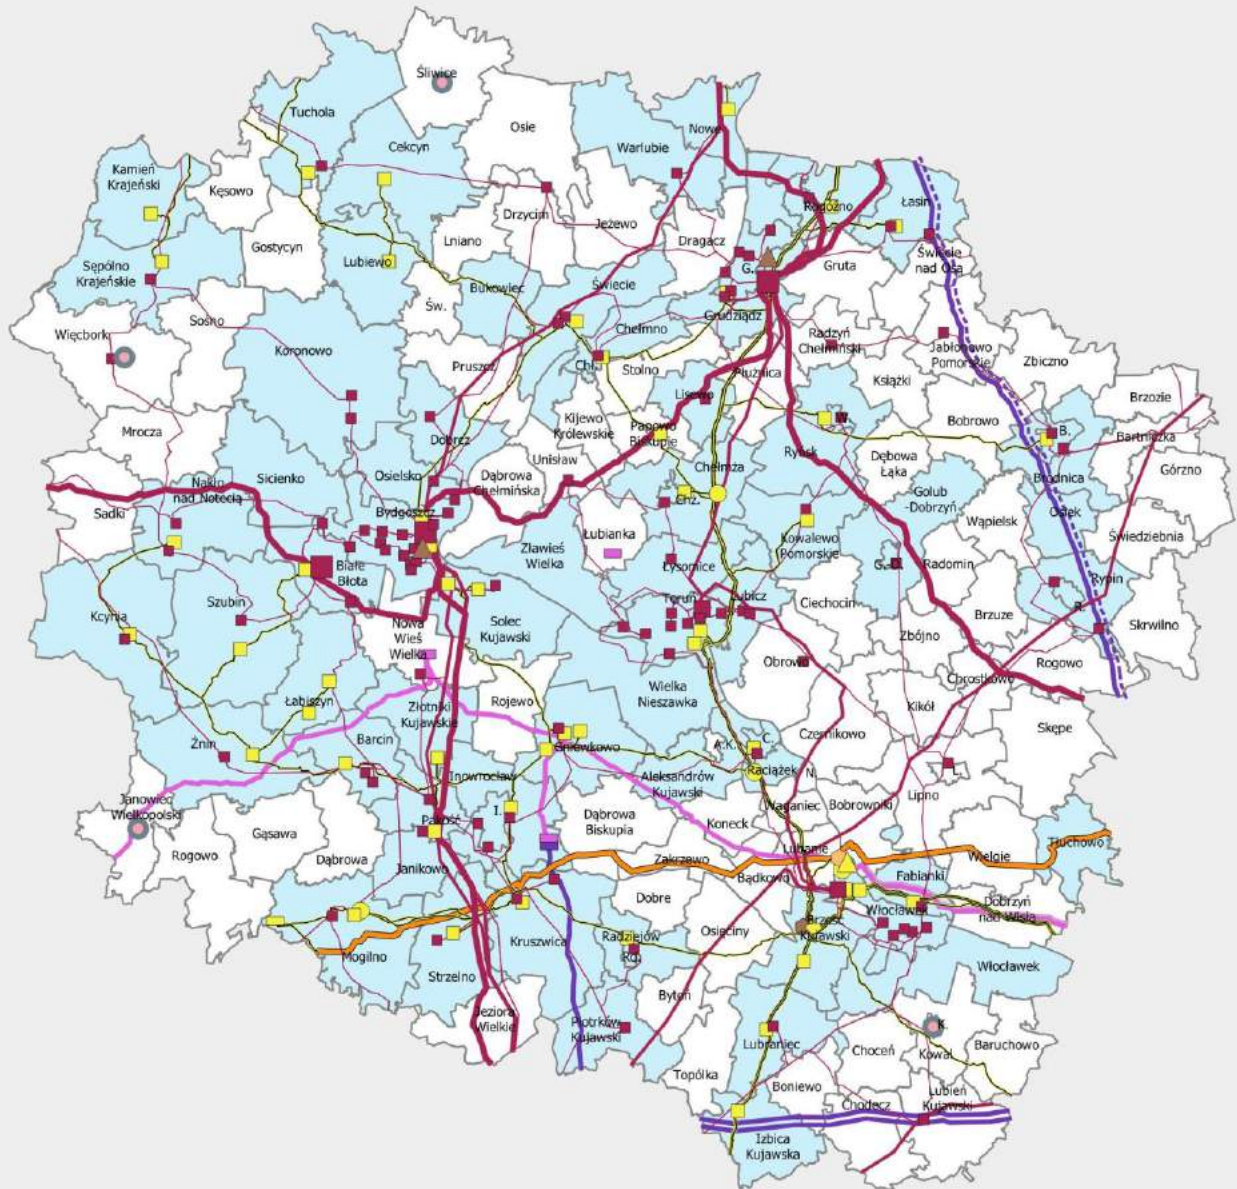 Śliwice
Tuchola
Osie
Nowe
Cekcyn
Warlubie
Kamień
Krajeński
Kęsowo
Łasin
Rogóźno
Drzycim
Jeżewo
Gostycyn
Lniano
Dragacz
Świecie
nad Osą
Lubiewo
Sępólno
Krajeńskie
G.
Gruta
Bukowiec
Świecie
Św.
Sośno
Grudziądz
Chełmno
Więcbork
Radzyń
Chełmiński
Jabłonowo
Pomorskie
Zbiczno
Koronowo
Pruszcz
Chł.
Stolno
Płużnica
Książki
Lisewo
Brzozie
Kijewo
Królewskie
W.
Bobrowo
Mrocza
Papowo
Biskupie
B.
Bartniczka
Dobrcz
Unisław
Ryńsk
Dębowa
Łąka
Górzno
Osielsko
Dąbrowa
Chełmińska
Chełmża
Brodnica
Sicienko
Nakło
nad Notecią
Chż.
Golub
-Dobrzyń
Osiek
Sadki
Bydgoszcz
Wąpielsk
Świedziebnia
Łubianka
Kowalewo
Pomorskie
Zławieś
Wielka
Łysomice
G.-D.
Radomin
Białe
Błota
Rypin
Toruń
Lubicz
Ciechocin
Szubin
R.
Kcynia
Brzuze
Solec
Kujawski
Nowa
Wieś
Wielka
Zbójno
Skrwilno
Obrowo
Rogowo
Chrostkowo
Wielka
Nieszawka
Rojewo
Łabiszyn
Złotniki
Kujawskie
Kikół
Skępe
Czernikowo
Barcin
Żnin
C.
A.K.
Gniewkowo
Raciążek
L.
Inowrocław
Aleksandrów
Kujawski
N.
Janowiec
Wielkopolski
Lipno
Waganiec
Bobrowniki
I.
Dąbrowa
Biskupia
Koneck
Pakość
Gąsawa
Tłuchowo
Rogowo
Dąbrowa
Lubanie
Wielgie
Zakrzewo
Janikowo
Bądkowo
Fabianki
Dobre
Dobrzyń
nad Wisłą
Włocławek
Brześć
Kujawski
Osięciny
Radziejów
Kruszwica
Rdj.
Mogilno
Włocławek
Strzelno
Bytoń
Jeziora
Wielkie
Piotrków
Kujawski
K.
Lubraniec
Choceń
Baruchowo
Kowal
Topólka
Boniewo
Lubień
Kujawski
Chodecz
Izbica
Kujawska